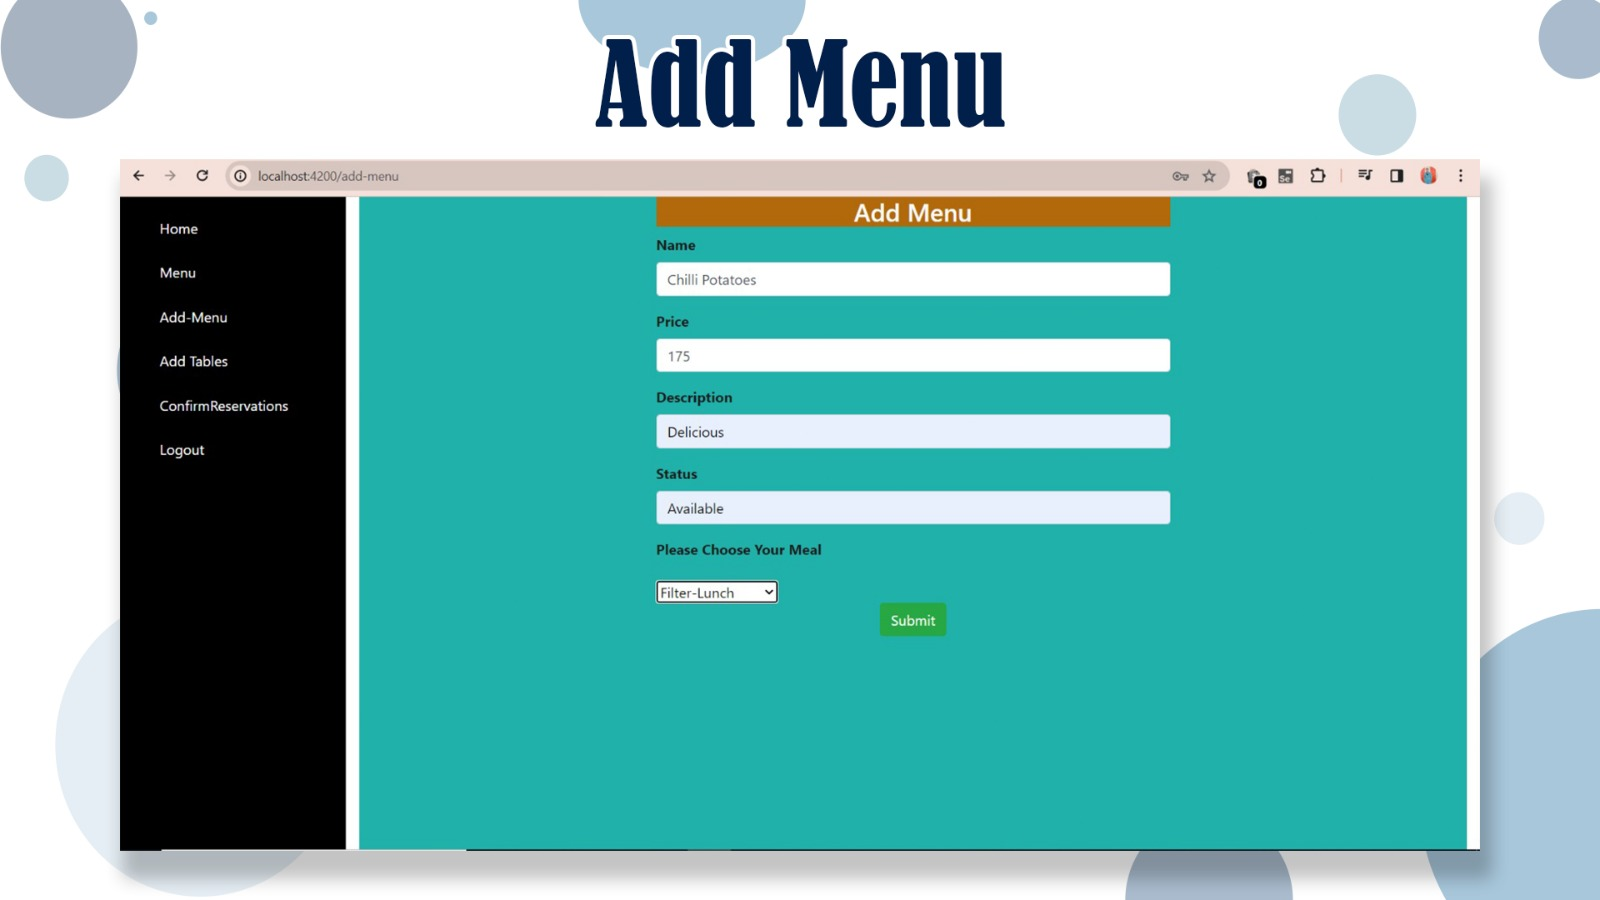 Add Menu
localhost:4200/add-menu
0
Home
Menu
Add-Menu
Add Tables
ConfirmReservations
Logout
Add Menu
Name
Chilli Potatoes
Price
175
Description
Delicious
Status
Available
Please Choose Your Meal
Filter-Lunch
Submit